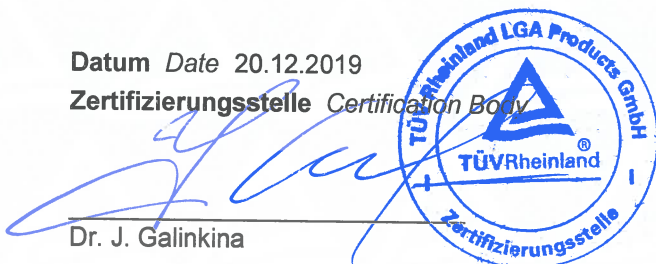 Datum Date 20.12.2019
Zertifizierungsstelle Certification Body
TÜV Rheinland LGA Products GmbH
®
TÜVRheinland
Zertifizierungsstelle
Dr. J. Galinkina